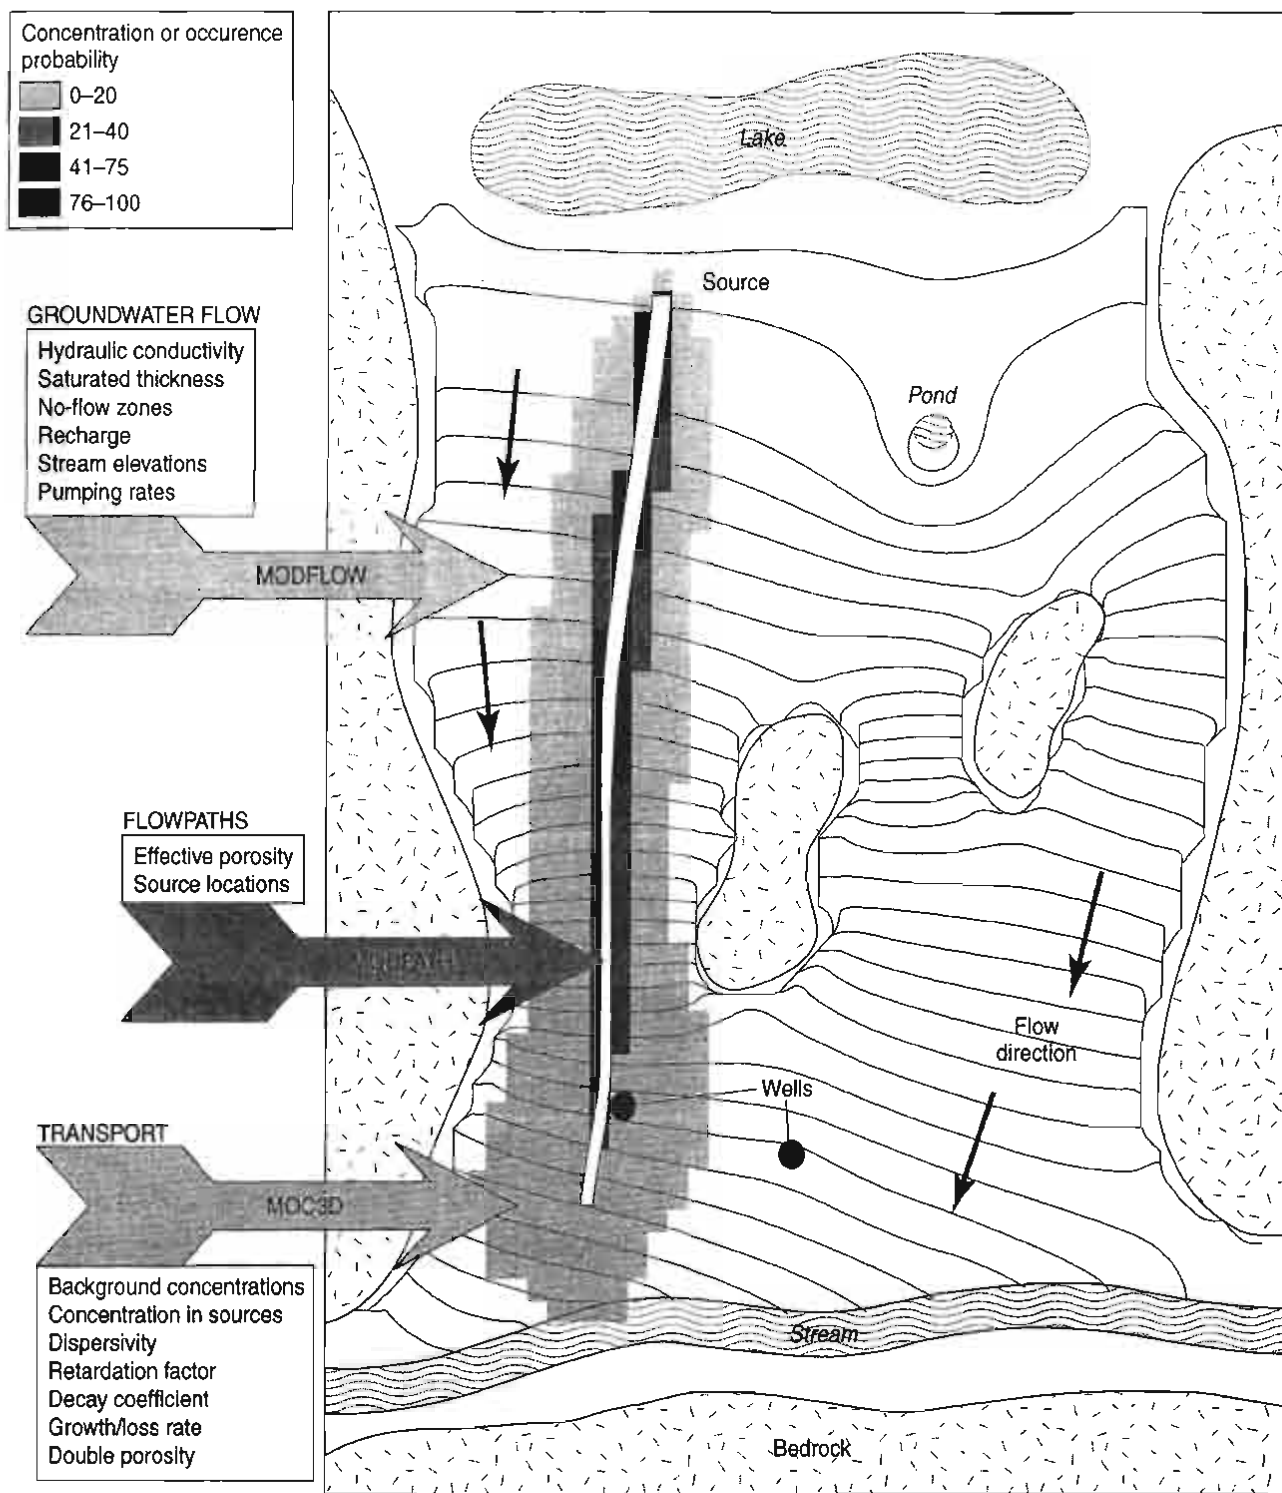 Concentration or occurence
probability
0–20
21–40
41–75
76–100
Lake
Source
Pond
GROUNDWATER FLOW
Hydraulic conductivity
Saturated thickness
No-flow zones
Recharge
Stream elevations
Pumping rates
MODFLOW
FLOWPATHS
Effective porosity
Source locations
MODPATH
Flow
direction
Wells
TRANSPORT
MOC3D
Background concentrations
Concentration in sources
Dispersivity
Retardation factor
Decay coefficient
Growth/loss rate
Double porosity
Stream
Bedrock